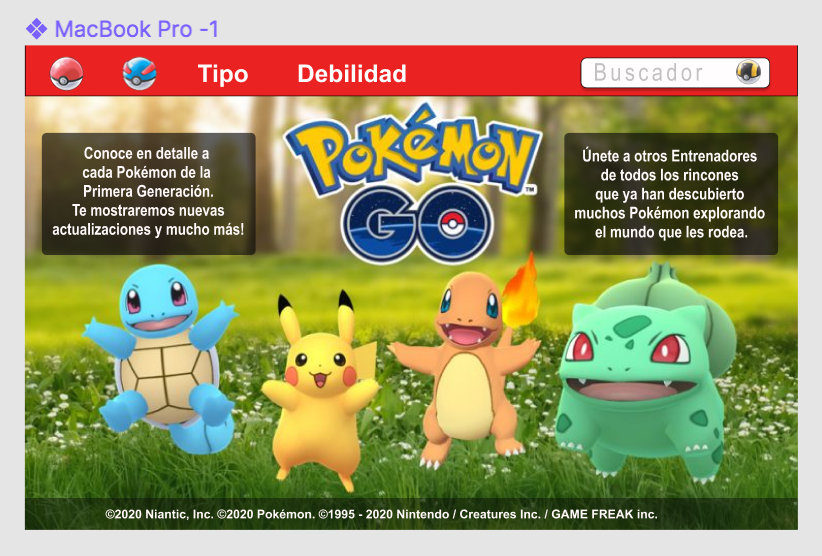 MacBook Pro -1
Tipo Debilidad Buscador
POKÉMON
GO
TM
Conoce en detalle a
cada Pokémon de la
Primera Generación.
Te mostraremos nuevas
actualizaciones y mucho más!
Únete a otros Entrenadores
de todos los rincones
que ya han descubierto
muchos Pokémon explorando
el mundo que les rodea.
©2020 Niantic, Inc. ©2020 Pokémon. ©1995 - 2020 Nintendo / Creatures Inc. / GAME FREAK inc.